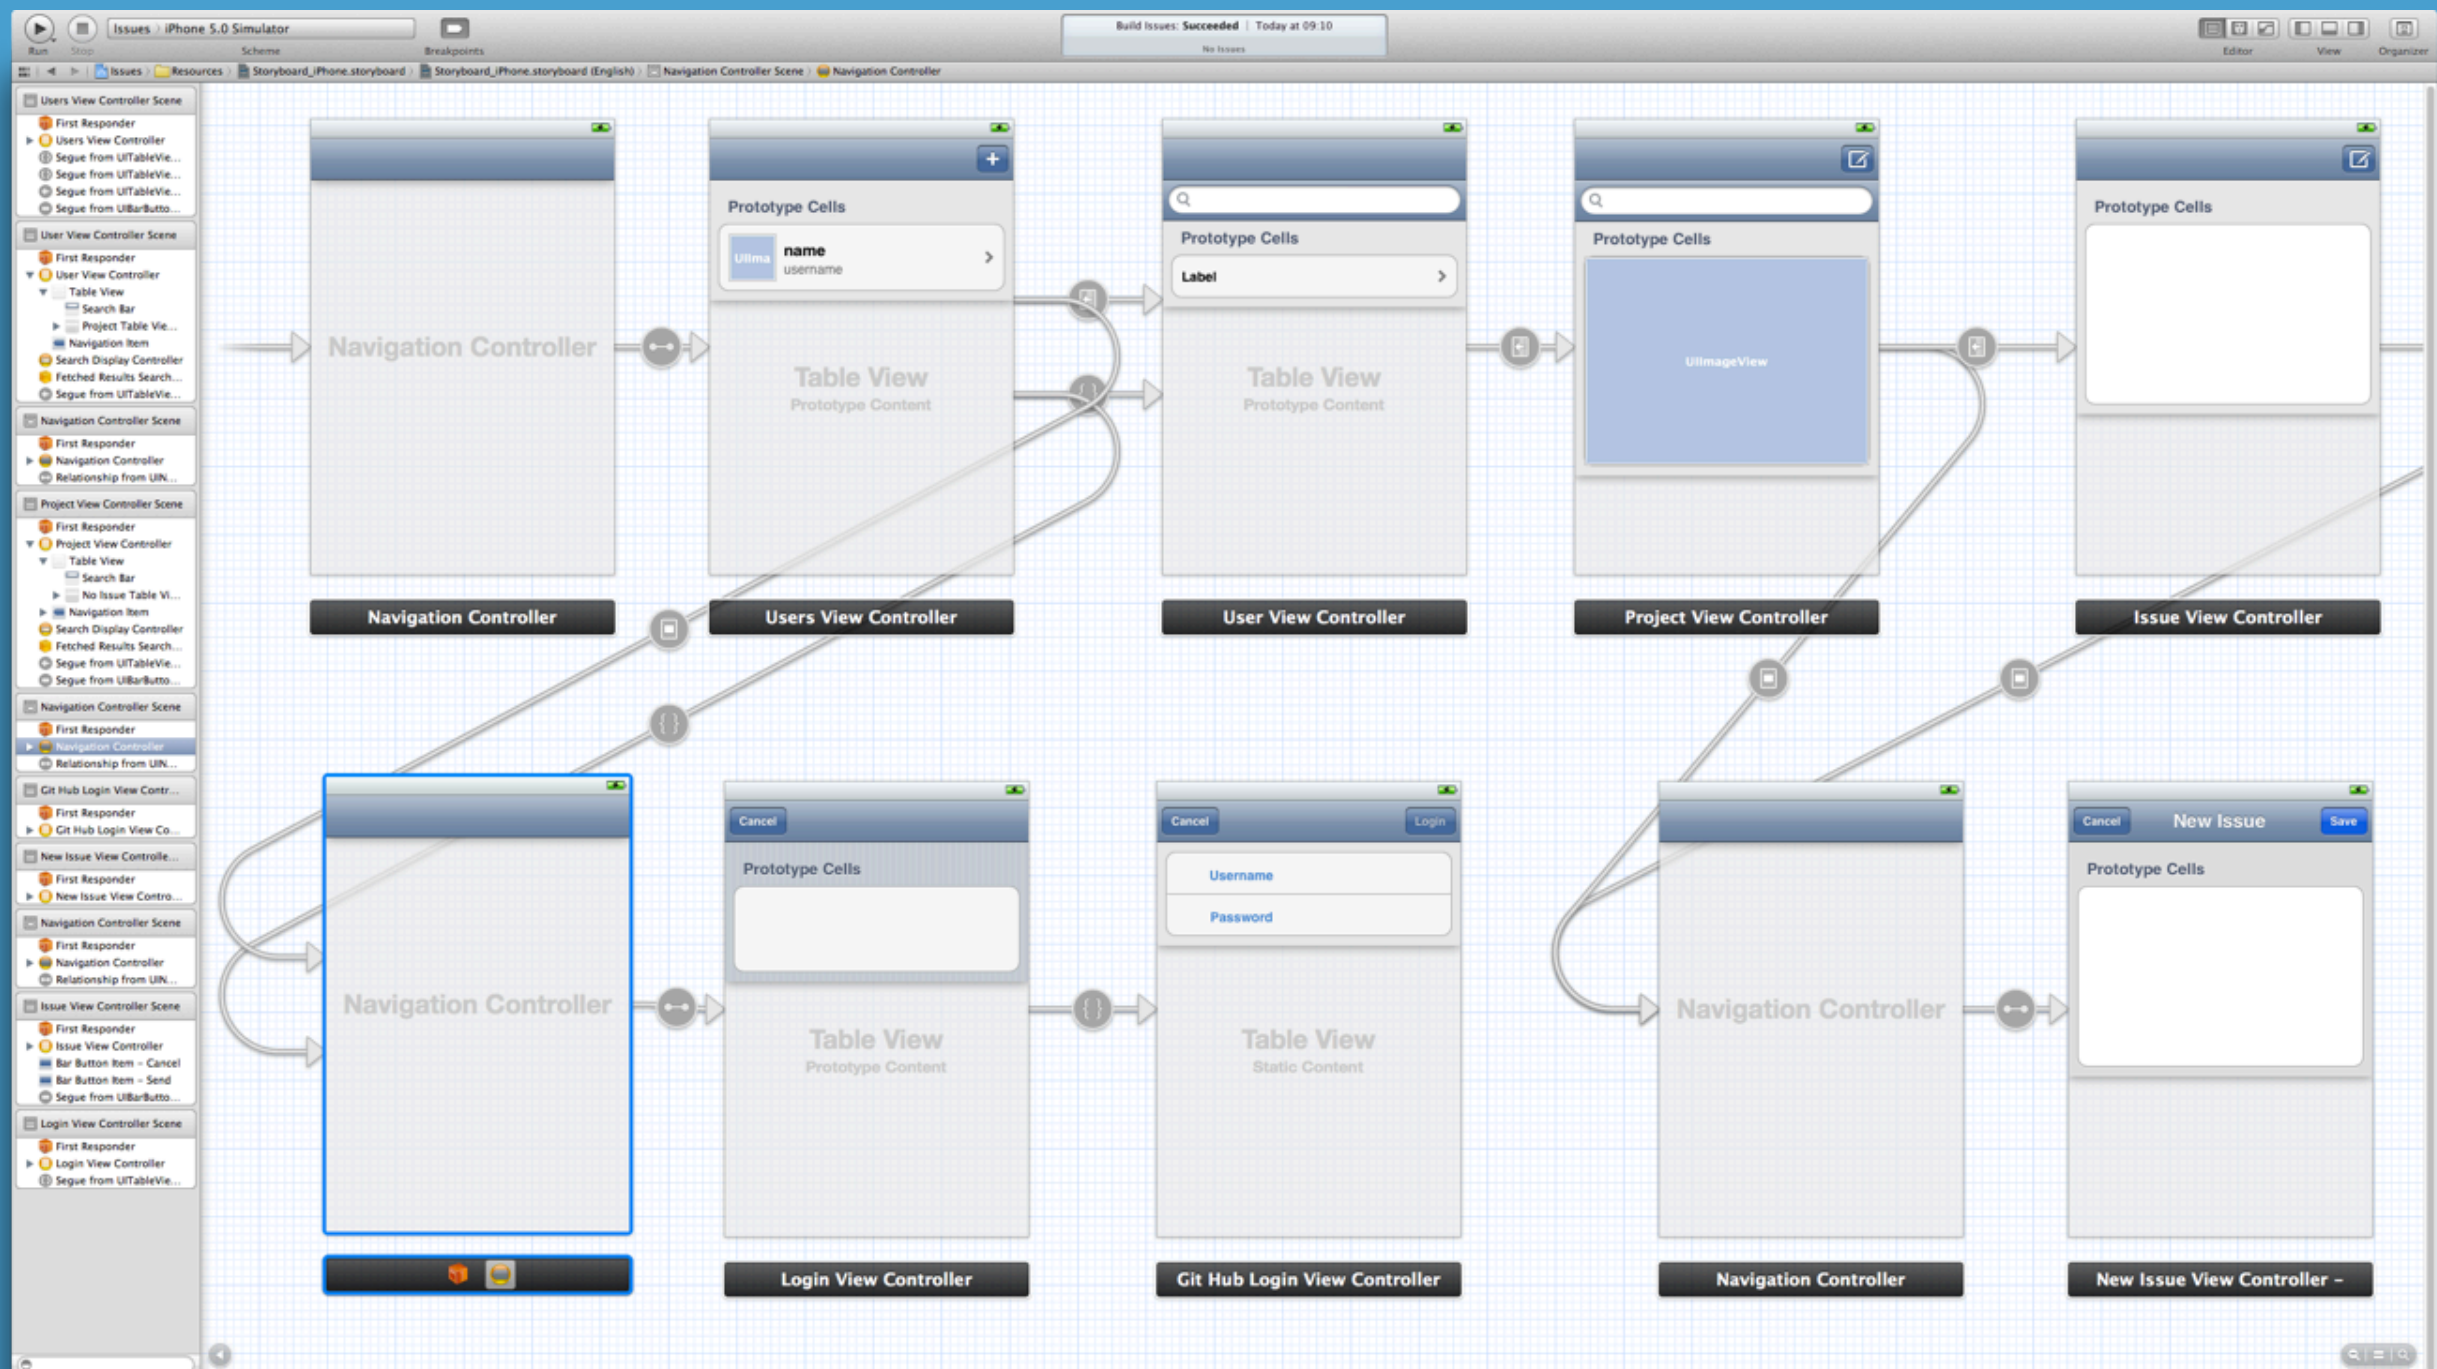 Issues › iPhone 5.0 Simulator
Run Stop Scheme Breakpoints
Build Issues: Succeeded | Today at 09:10
No Issues
Editor View Organizer
Issues Resources Storyboard_iPhone.storyboard Storyboard_iPhone.storyboard (English) Navigation Controller Scene Navigation Controller
Users View Controller Scene
First Responder
Users View Controller
Segue from UITableVie...
Segue from UITableVie...
Segue from UITableVie...
Segue from UIBarButto...
User View Controller Scene
First Responder
User View Controller
Table View
Search Bar
Project Table Vie...
Navigation Item
Search Display Controller
Fetched Results Search...
Segue from UITableVie...
Navigation Controller Scene
First Responder
Navigation Controller
Relationship from UIN...
Project View Controller Scene
First Responder
Project View Controller
Table View
Search Bar
No Issue Table Vi...
Navigation Item
Search Display Controller
Fetched Results Search...
Segue from UITableVie...
Segue from UIBarButto...
Navigation Controller Scene
First Responder
Navigation Controller
Relationship from UIN...
Git Hub Login View Contr...
First Responder
Git Hub Login View Co...
New Issue View Controlle...
First Responder
New Issue View Contro...
Navigation Controller Scene
First Responder
Navigation Controller
Relationship from UIN...
Issue View Controller Scene
First Responder
Issue View Controller
Bar Button Item - Cancel
Bar Button Item - Send
Segue from UIBarButto...
Login View Controller Scene
First Responder
Login View Controller
Segue from UITableVie...
Navigation Controller
Navigation Controller
Prototype Cells
UIIma
name
username
Table View
Prototype Content
Users View Controller
Prototype Cells
Label
Table View
Prototype Content
User View Controller
Prototype Cells
UIImageView
Project View Controller
Prototype Cells
Issue View Controller
Navigation Controller
Cancel
Prototype Cells
Table View
Prototype Content
Login View Controller
Cancel Login
Username
Password
Table View
Static Content
Git Hub Login View Controller
Navigation Controller
Navigation Controller
Cancel New Issue Save
Prototype Cells
New Issue View Controller –